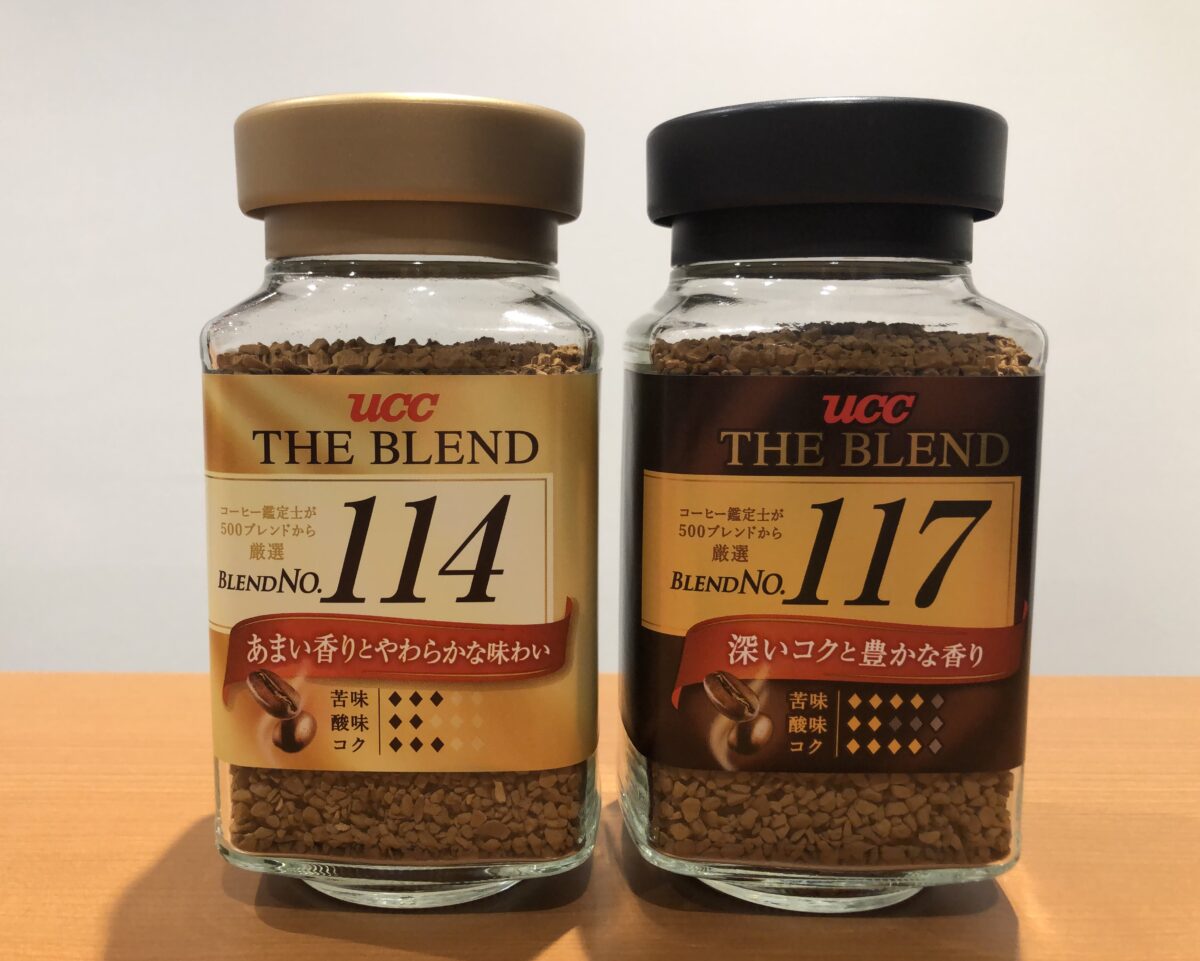 UCC
THE BLEND
コーヒー鑑定士が
500ブレンドから
厳選
BLEND NO. 114
あまい香りとやわらかな味わい
苦味
酸味
コク
UCC
THE BLEND
コーヒー鑑定士が
500ブレンドから
厳選
BLEND NO. 117
深いコクと豊かな香り
苦味
酸味
コク